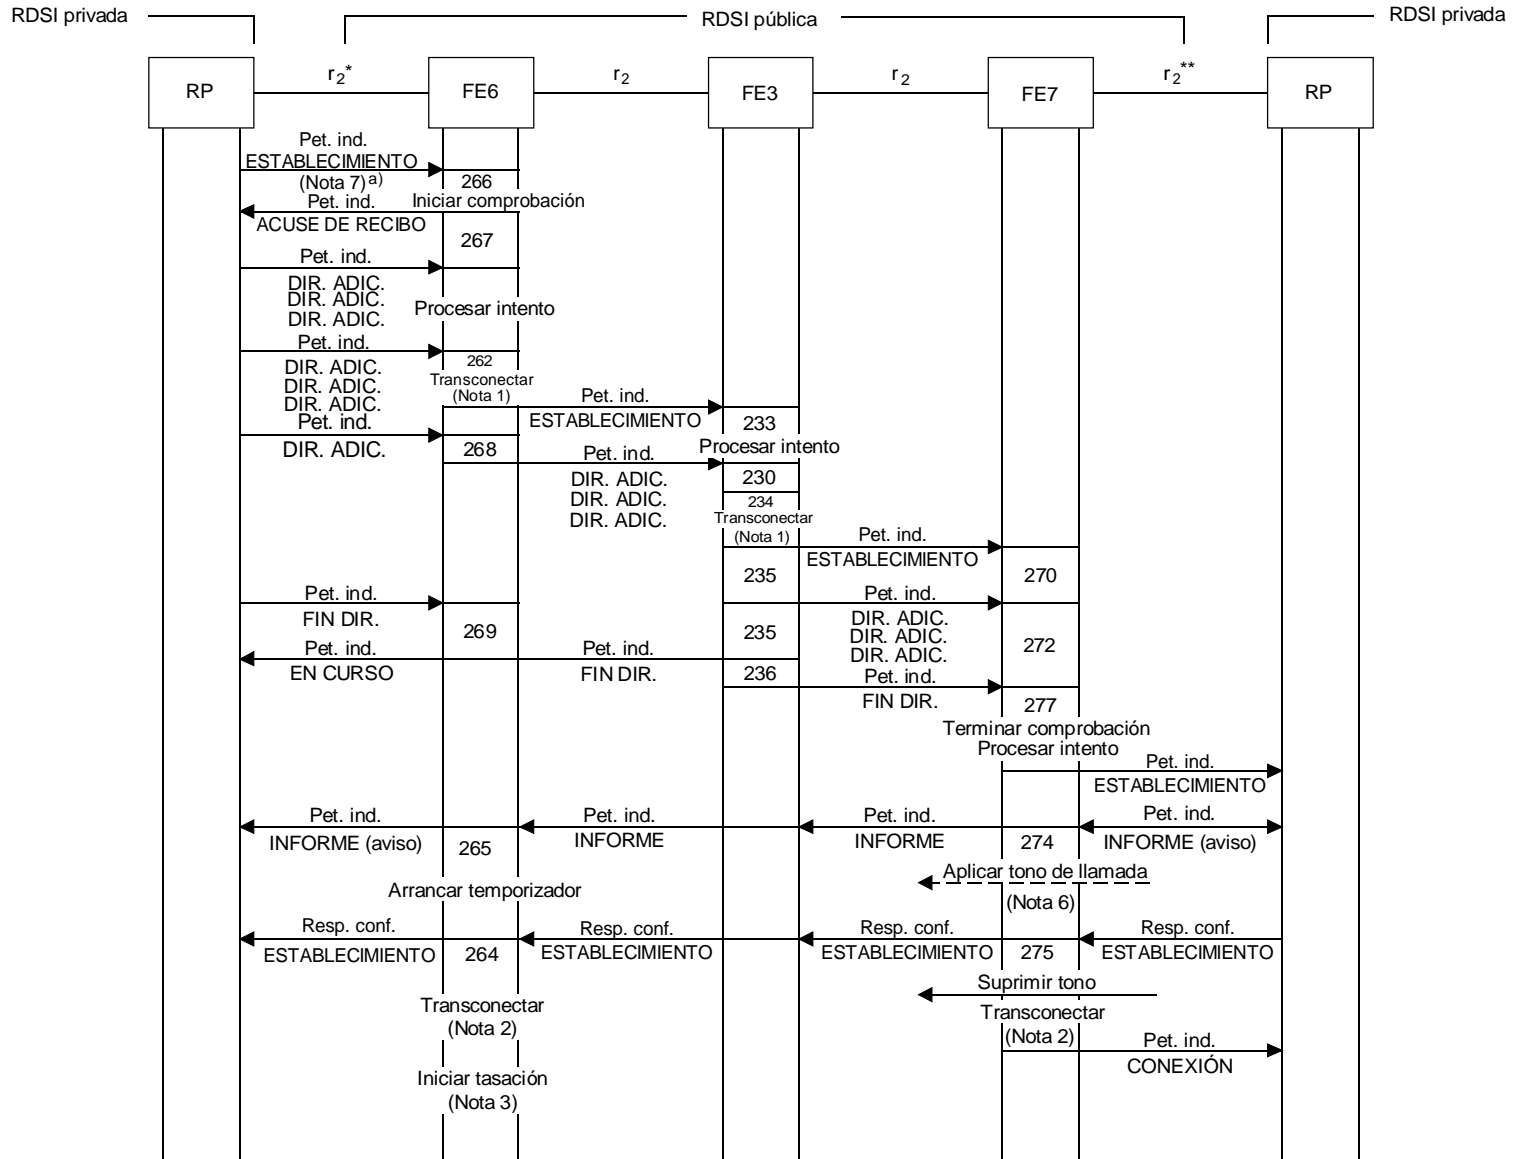 RDSI privada
RDSI pública
RDSI privada
RP
r2*
FE6
r2
FE3
r2
FE7
r2**
RP
Pet. ind.
ESTABLECIMIENTO
(Nota 7)a)
266
Pet. ind.
Iniciar comprobación
ACUSE DE RECIBO
267
Pet. ind.
DIR. ADIC.
DIR. ADIC.
DIR. ADIC.
Procesar intento
Pet. ind.
DIR. ADIC.
DIR. ADIC.
DIR. ADIC.
262
Transconectar
(Nota 1)
Pet. ind.
ESTABLECIMIENTO
233
Procesar intento
Pet. ind.
DIR. ADIC.
268
Pet. ind.
DIR. ADIC.
DIR. ADIC.
DIR. ADIC.
230
234
Transconectar
(Nota 1)
Pet. ind.
ESTABLECIMIENTO
235
270
Pet. ind.
FIN DIR.
269
Pet. ind.
DIR. ADIC.
DIR. ADIC.
DIR. ADIC.
235
272
Pet. ind.
EN CURSO
Pet. ind.
FIN DIR.
236
Pet. ind.
FIN DIR.
277
Terminar comprobación
Procesar intento
Pet. ind.
ESTABLECIMIENTO
Pet. ind.
INFORME (aviso)
265
Pet. ind.
INFORME
Pet. ind.
INFORME
274
Pet. ind.
INFORME (aviso)
Arrancar temporizador
Aplicar tono de llamada
(Nota 6)
Resp. conf.
ESTABLECIMIENTO
264
Resp. conf.
ESTABLECIMIENTO
Resp. conf.
ESTABLECIMIENTO
275
Resp. conf.
ESTABLECIMIENTO
Suprimir tono
Transconectar
(Nota 2)
Transconectar
(Nota 2)
Pet. ind.
CONEXIÓN
Iniciar tasación
(Nota 3)